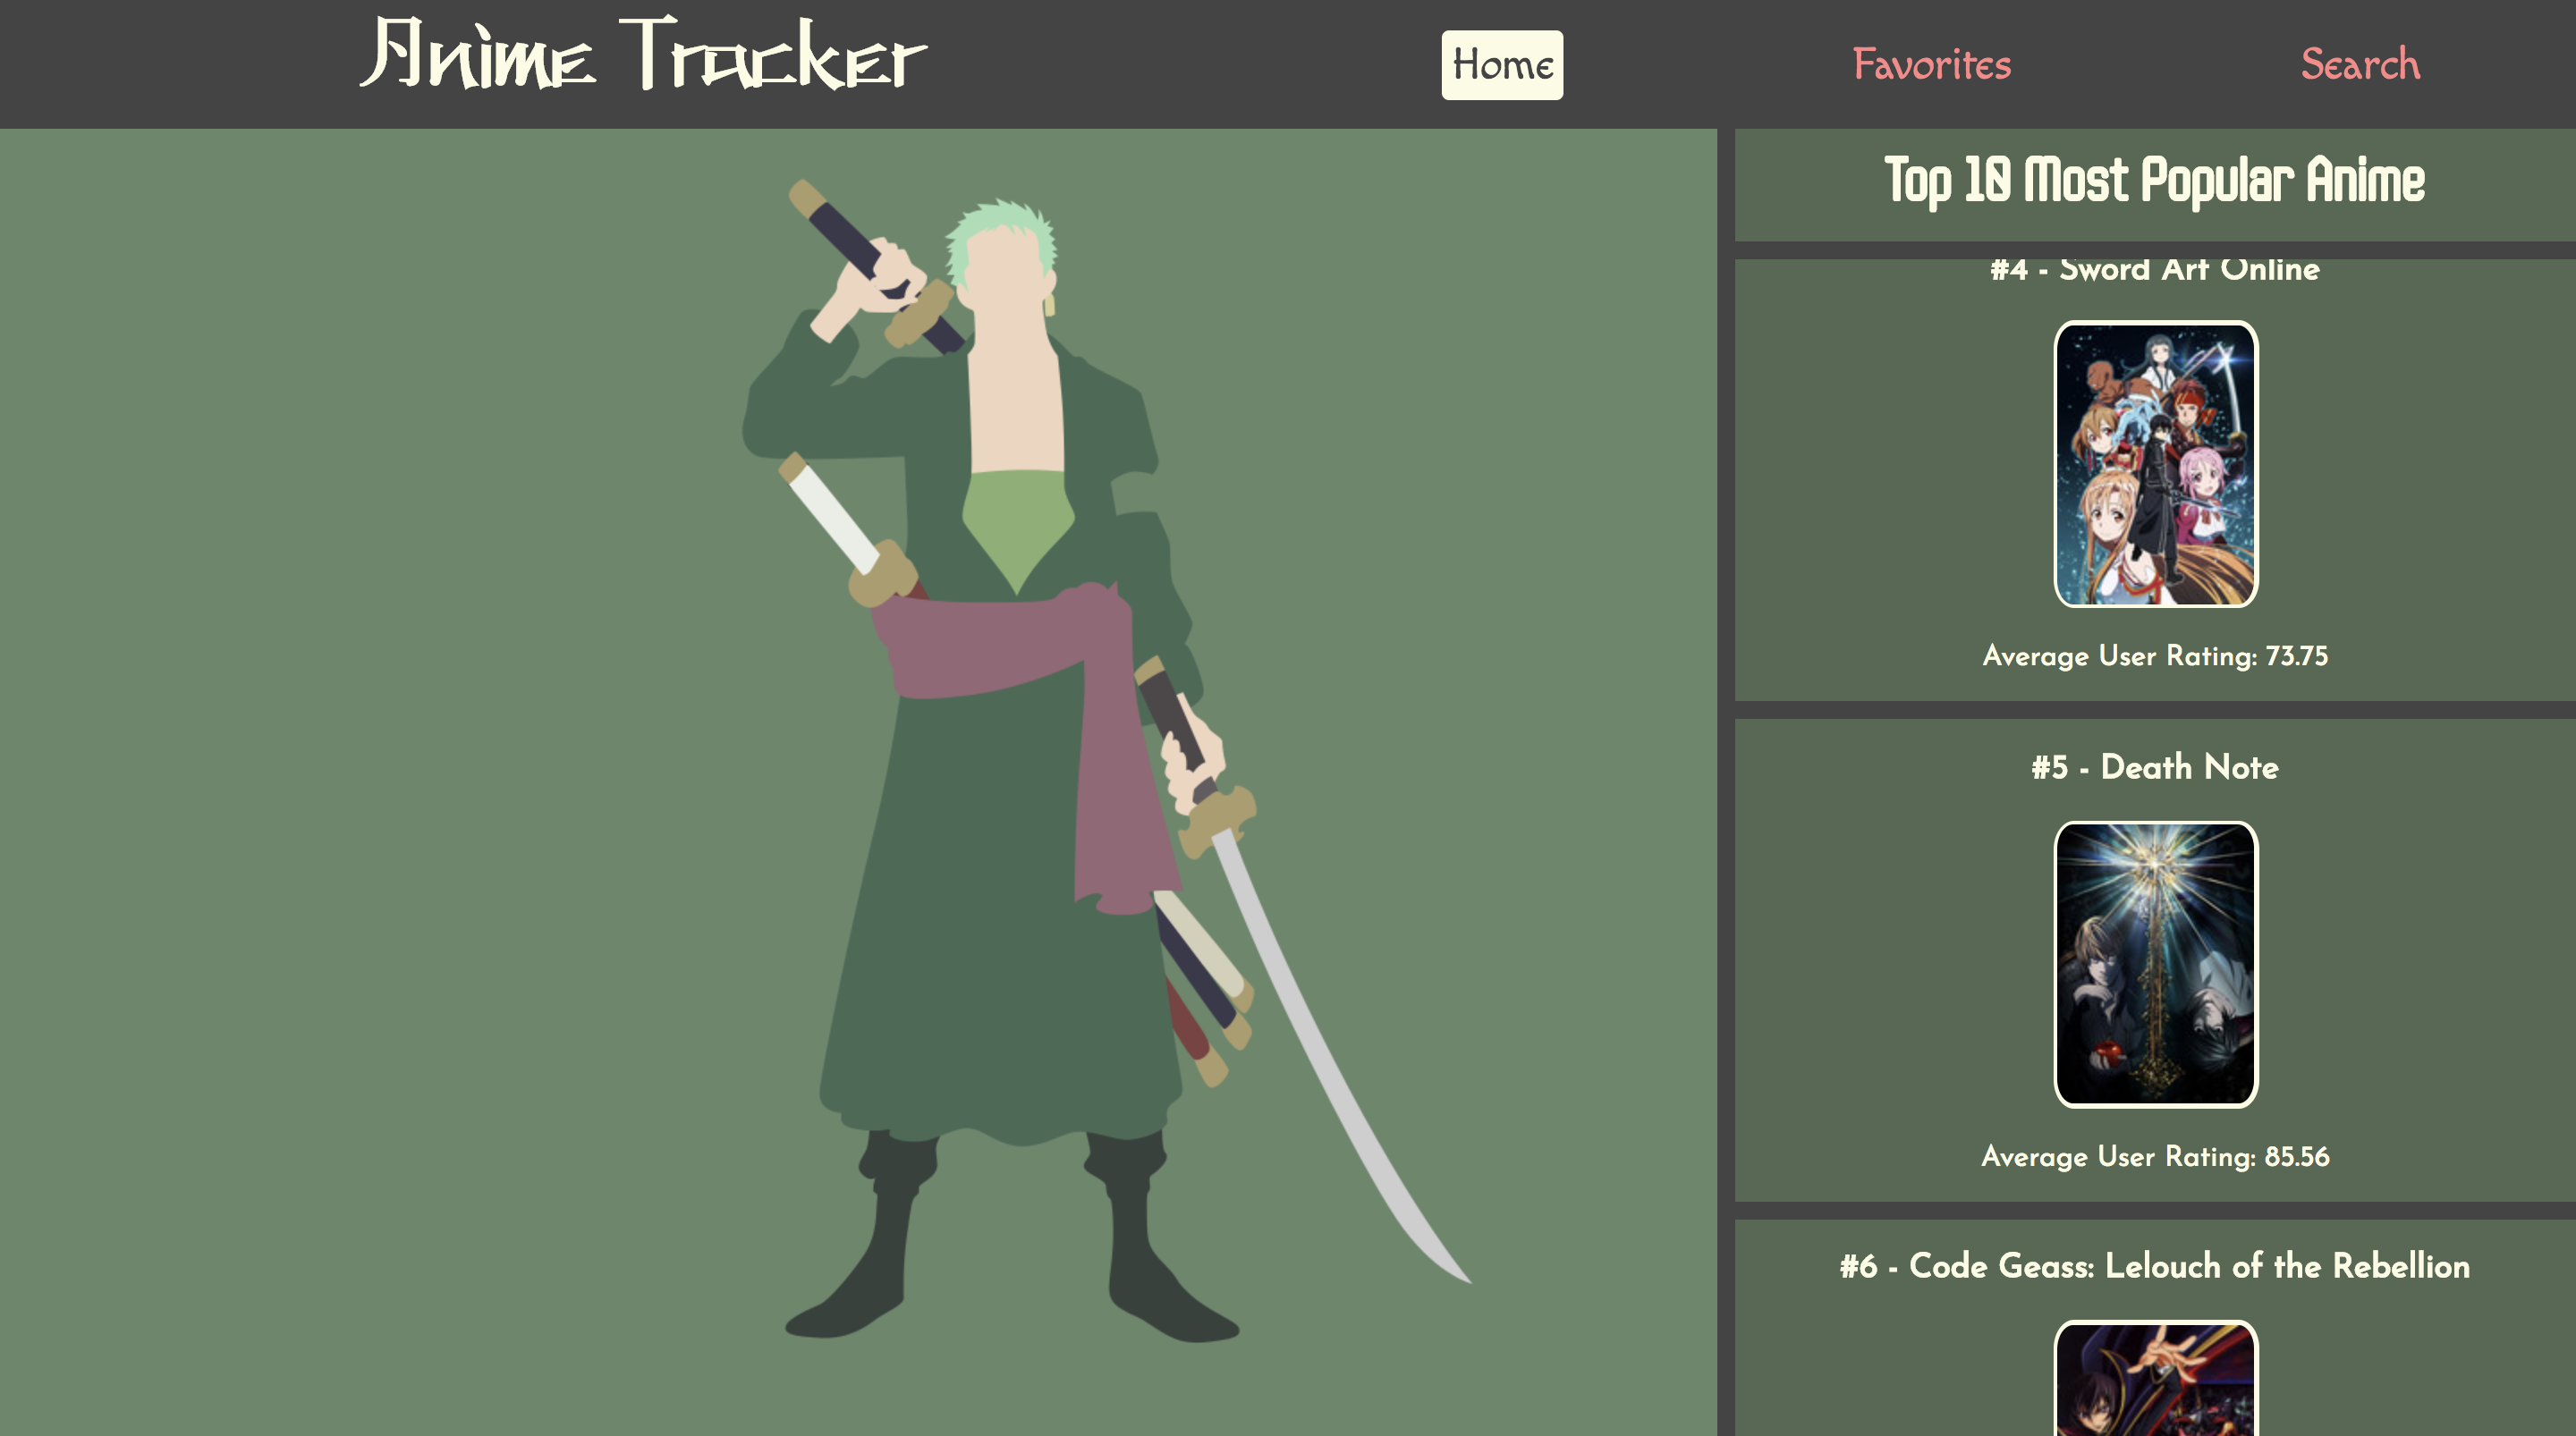 Anime Tracker
Home
Favorites
Search
Top 10 Most Popular Anime
#4 - Sword Art Online
Average User Rating: 73.75
#5 - Death Note
Average User Rating: 85.56
#6 - Code Geass: Lelouch of the Rebellion